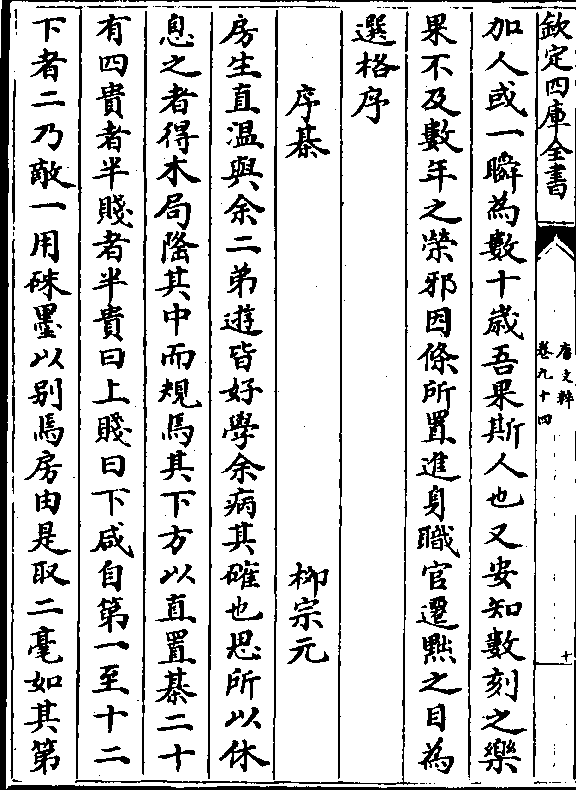 欽定四庫全書
唐文粹
卷九十四
十
加人或一瞬為數十歳吾果斯人也又安知數刻之樂
果不及數年之榮邪因條所置進身職官遷黜之目為
選格序
序棊
柳宗元
房生直温與余二弟遊皆好學余病其確也思所以休
息之者得木局隆其中而規焉其下方以直置棊二十
有四貴者半賤者半貴曰上賤曰下咸自第一至十二
下者二乃敵一用硃墨以别焉房由是取二毫如其第